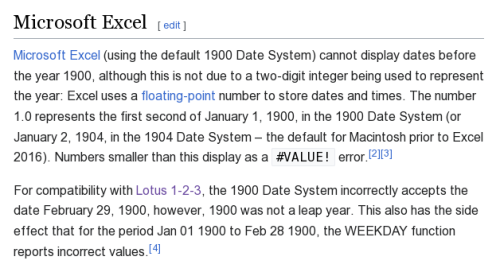 Microsoft Excel [ edit ]
Microsoft Excel (using the default 1900 Date System) cannot display dates before
the year 1900, although this is not due to a two-digit integer being used to represent
the year: Excel uses a floating-point number to store dates and times. The number
1.0 represents the first second of January 1, 1900, in the 1900 Date System (or
January 2, 1904, in the 1904 Date System – the default for Macintosh prior to Excel
2016). Numbers smaller than this display as a #VALUE! error.[2][3]
For compatibility with Lotus 1-2-3, the 1900 Date System incorrectly accepts the
date February 29, 1900, however, 1900 was not a leap year. This also has the side
effect that for the period Jan 01 1900 to Feb 28 1900, the WEEKDAY function
reports incorrect values.[4]